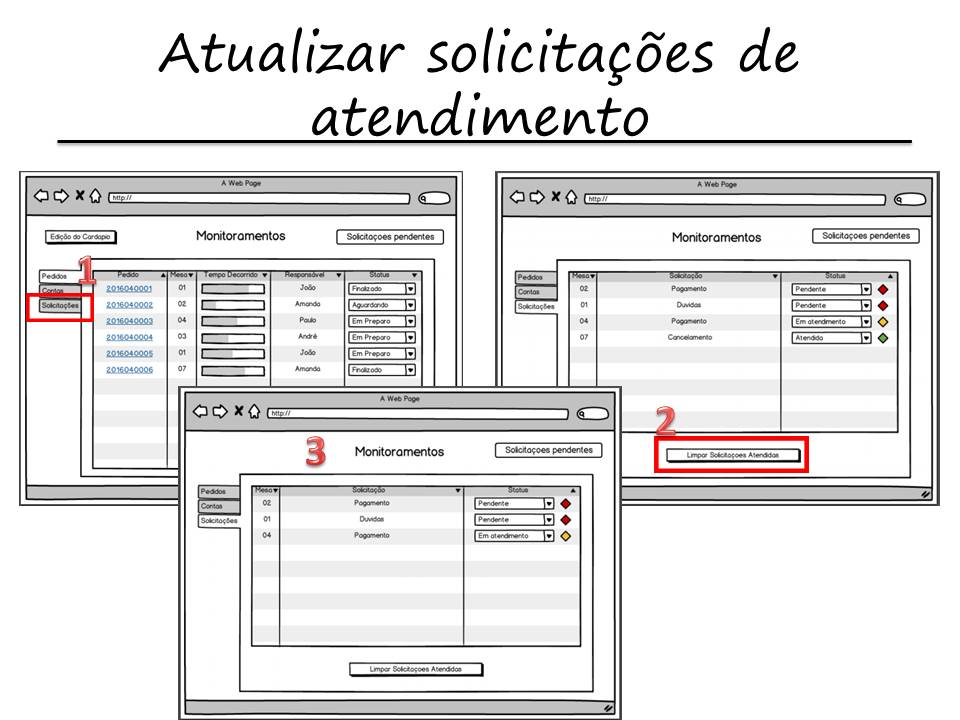 Atualizar solicitações de
atendimento
A Web Page
http://
Edição do Cardapio
Monitoramentos
Solicitaçoes pendentes
1
Pedidos
Contas
Solicitações
Pedido Mesa Tempo Decorrido Responsável Status
2016040001 01 João Finalizado
2016040002 02 Amanda Aguardando
2016040003 04 Paulo Em Preparo
2016040004 03 André Em Preparo
2016040005 01 João Em Preparo
2016040006 07 Amanda Finalizado
A Web Page
http://
Monitoramentos
Solicitaçoes pendentes
Pedidos
Contas
Solicitações
Mesa Solicitação Status
02 Pagamento Pendente
01 Duvidas Pendente
04 Pagamento Em atendimento
07 Cancelamento Atendida
2
Limpar Solicitaçoes Atendidas
A Web Page
http://
3
Monitoramentos
Solicitaçoes pendentes
Pedidos
Contas
Solicitações
Mesa Solicitação Status
02 Pagamento Pendente
01 Duvidas Pendente
04 Pagamento Em atendimento
Limpar Solicitaçoes Atendidas